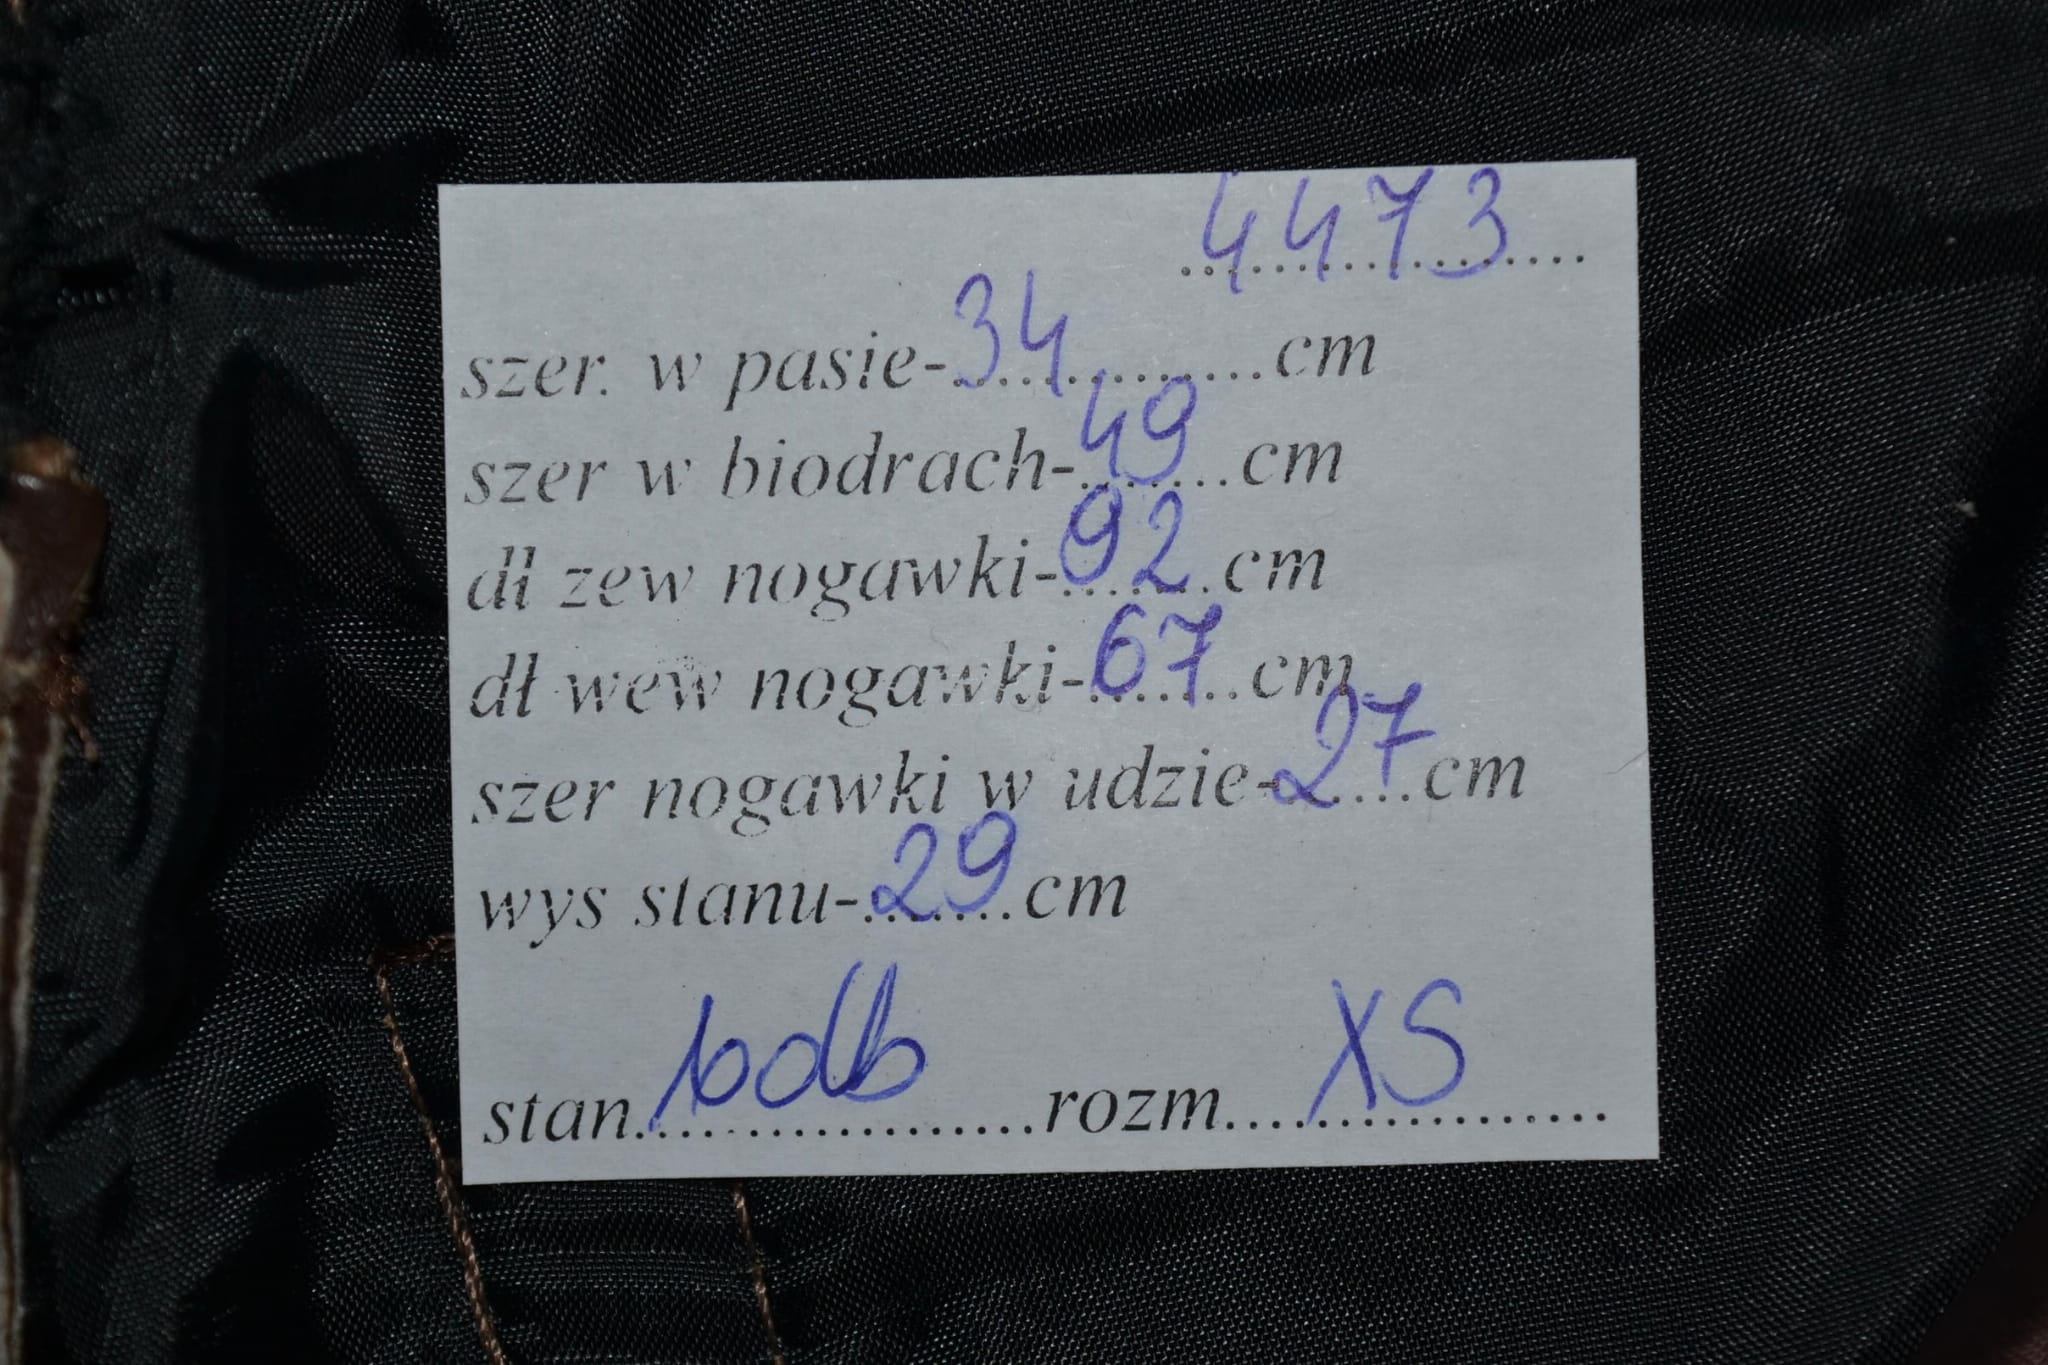 4473
szer. w pasie-34 cm
szer w biodrach-49 cm
dł zew nogawki-92 cm
dł wew nogawki-67 cm
szer nogawki w udzie-27 cm
wys stanu-29 cm
stan bdb rozm XS